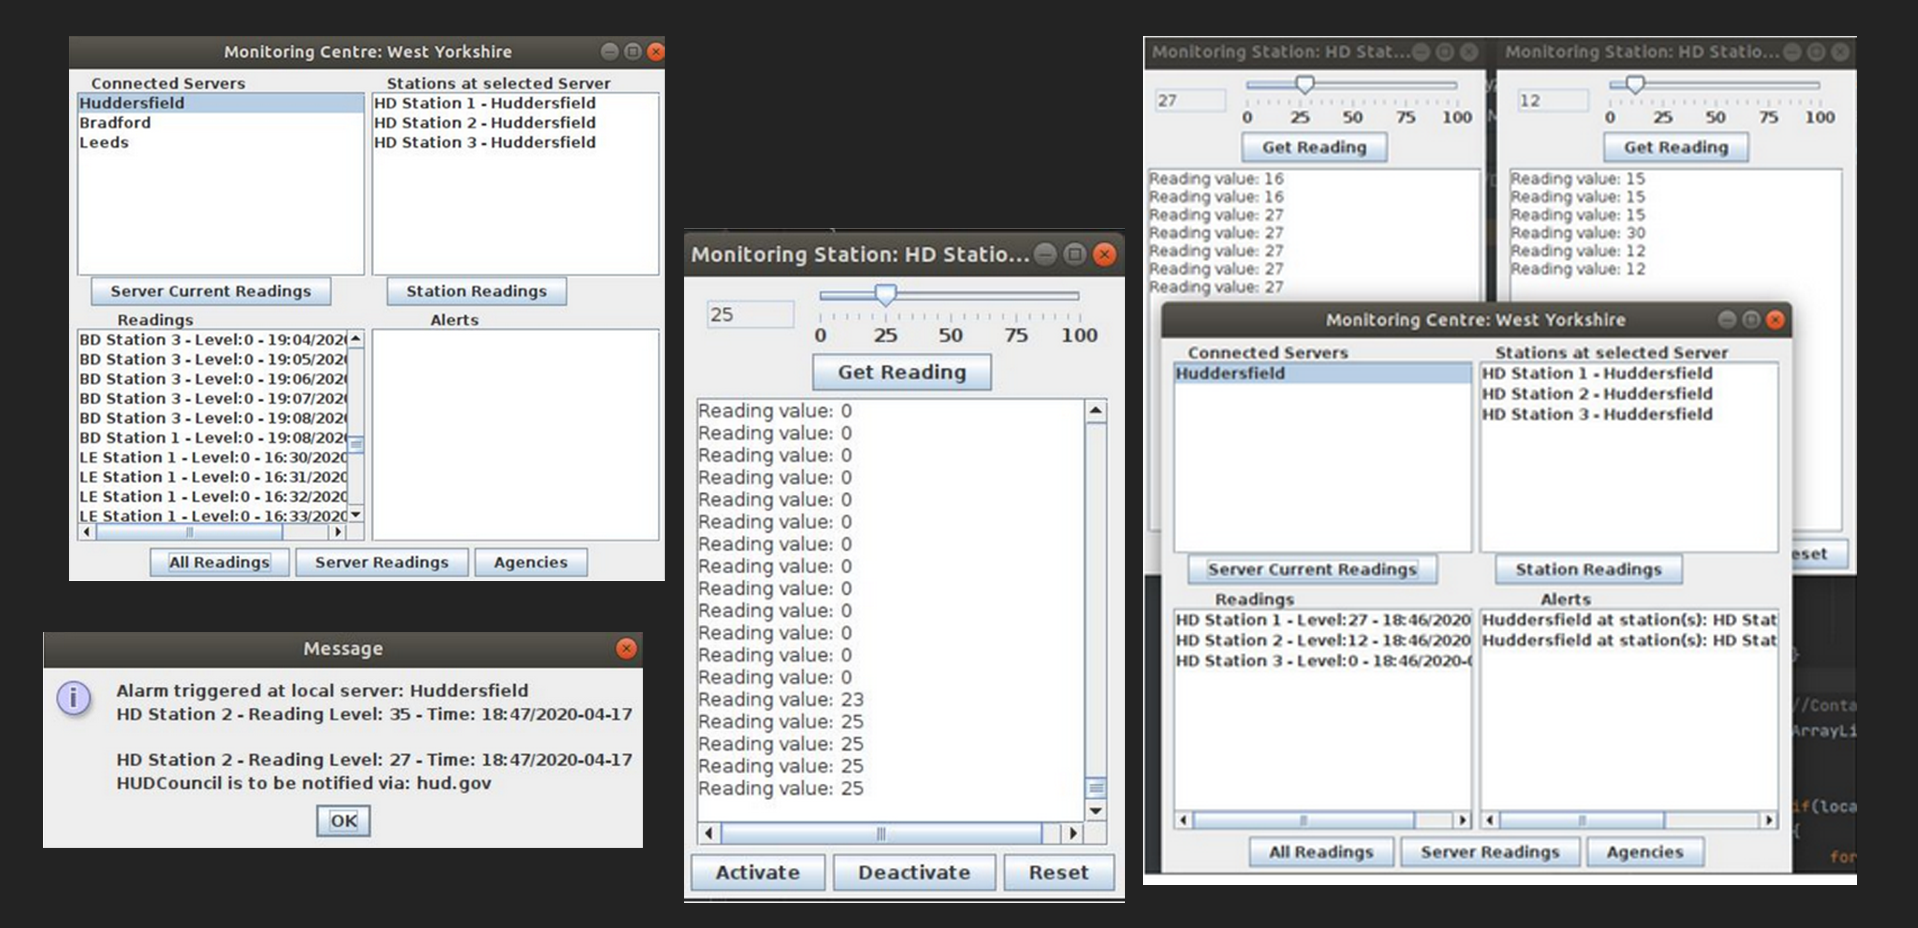 Monitoring Centre: West Yorkshire
Connected Servers
Huddersfield
Bradford
Leeds
Stations at selected Server
HD Station 1 - Huddersfield
HD Station 2 - Huddersfield
HD Station 3 - Huddersfield
Server Current Readings
Station Readings
Readings
BD Station 3 - Level:0 - 19:04/202
BD Station 3 - Level:0 - 19:05/202
BD Station 3 - Level:0 - 19:06/202
BD Station 3 - Level:0 - 19:07/202
BD Station 3 - Level:0 - 19:08/202
BD Station 1 - Level:0 - 19:08/202
LE Station 1 - Level:0 - 16:30/2020
LE Station 1 - Level:0 - 16:31/2020
LE Station 1 - Level:0 - 16:32/2020
LE Station 1 - Level:0 - 16:33/2020
Alerts
All Readings
Server Readings
Agencies
Message
Alarm triggered at local server: Huddersfield
HD Station 2 - Reading Level: 35 - Time: 18:47/2020-04-17
HD Station 2 - Reading Level: 27 - Time: 18:47/2020-04-17
HUDCouncil is to be notified via: hud.gov
OK
Monitoring Station: HD Statio...
25
0 25 50 75 100
Get Reading
Reading value: 0
Reading value: 0
Reading value: 0
Reading value: 0
Reading value: 0
Reading value: 0
Reading value: 0
Reading value: 0
Reading value: 0
Reading value: 0
Reading value: 0
Reading value: 0
Reading value: 0
Reading value: 23
Reading value: 25
Reading value: 25
Reading value: 25
Reading value: 25
Activate
Deactivate
Reset
Monitoring Station: HD Stat...
27
0 25 50 75 100
Get Reading
Reading value: 16
Reading value: 16
Reading value: 27
Reading value: 27
Reading value: 27
Reading value: 27
Reading value: 27
Monitoring Station: HD Statio...
12
0 25 50 75 100
Get Reading
Reading value: 15
Reading value: 15
Reading value: 15
Reading value: 30
Reading value: 12
Reading value: 12
eset
Monitoring Centre: West Yorkshire
Connected Servers
Huddersfield
Stations at selected Server
HD Station 1 - Huddersfield
HD Station 2 - Huddersfield
HD Station 3 - Huddersfield
Server Current Readings
Station Readings
Readings
HD Station 1 - Level:27 - 18:46/2020
HD Station 2 - Level:12 - 18:46/2020
HD Station 3 - Level:0 - 18:46/2020-
Alerts
Huddersfield at station(s): HD Stat
Huddersfield at station(s): HD Stat
All Readings
Server Readings
Agencies
//Conta
ArrayLi
if(loca
{
for